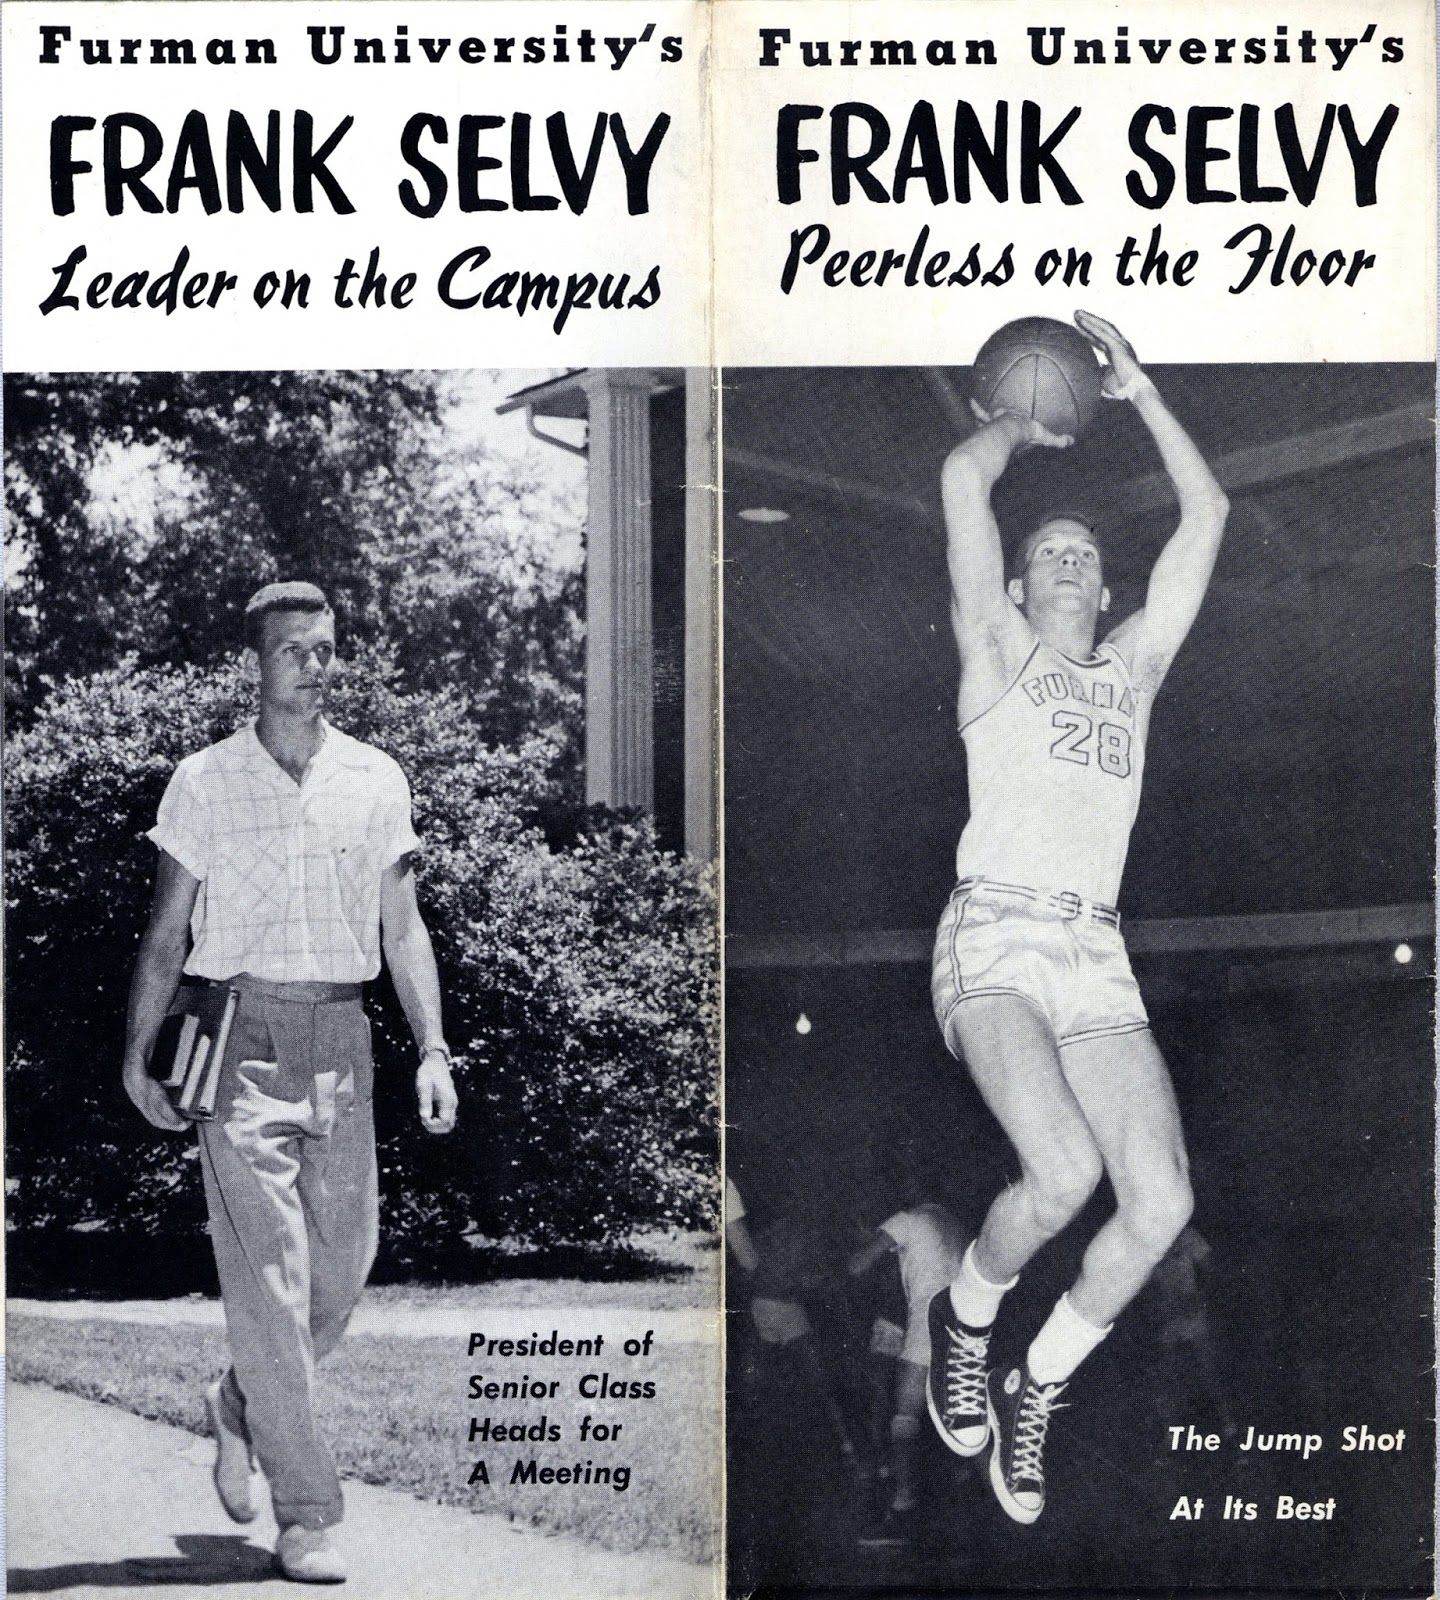 Furman University's
FRANK SELVY
Leader on the Campus
President of
Senior Class
Heads for
A Meeting
Furman University's
FRANK SELVY
Peerless on the Floor
FURMA
28
The Jump Shot
At Its Best